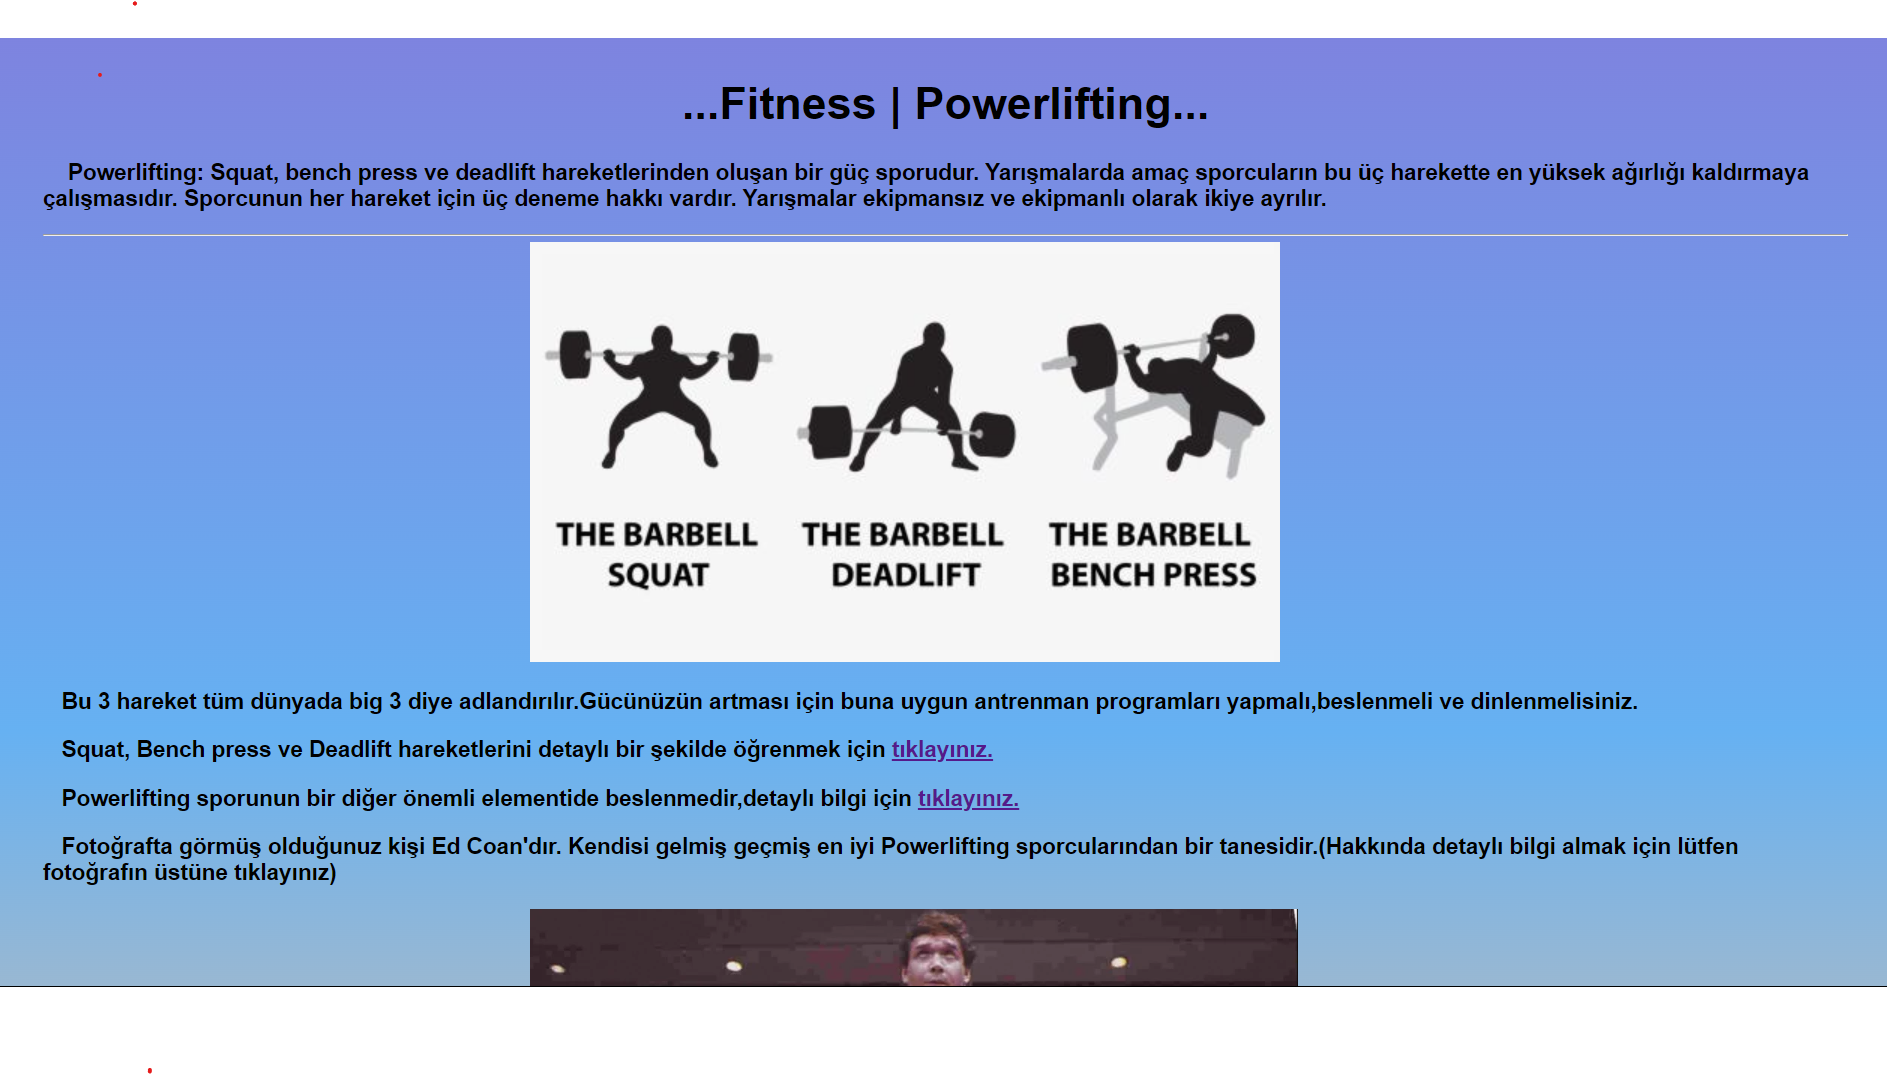 ...Fitness | Powerlifting...
Powerlifting: Squat, bench press ve deadlift hareketlerinden oluşan bir güç sporudur. Yarışmalarda amaç sporcuların bu üç harekette en yüksek ağırlığı kaldırmaya
çalışmasıdır. Sporcunun her hareket için üç deneme hakkı vardır. Yarışmalar ekipmansız ve ekipmanlı olarak ikiye ayrılır.
THE BARBELL SQUAT
THE BARBELL DEADLIFT
THE BARBELL BENCH PRESS
Bu 3 hareket tüm dünyada big 3 diye adlandırılır.Gücünüzün artması için buna uygun antrenman programları yapmalı,beslenmeli ve dinlenmelisiniz.
Squat, Bench press ve Deadlift hareketlerini detaylı bir şekilde öğrenmek için tıklayınız.
Powerlifting sporunun bir diğer önemli elementide beslenmedir,detaylı bilgi için tıklayınız.
Fotoğrafta görmüş olduğunuz kişi Ed Coan'dır. Kendisi gelmiş geçmiş en iyi Powerlifting sporcularından bir tanesidir.(Hakkında detaylı bilgi almak için lütfen
fotoğrafın üstüne tıklayınız)